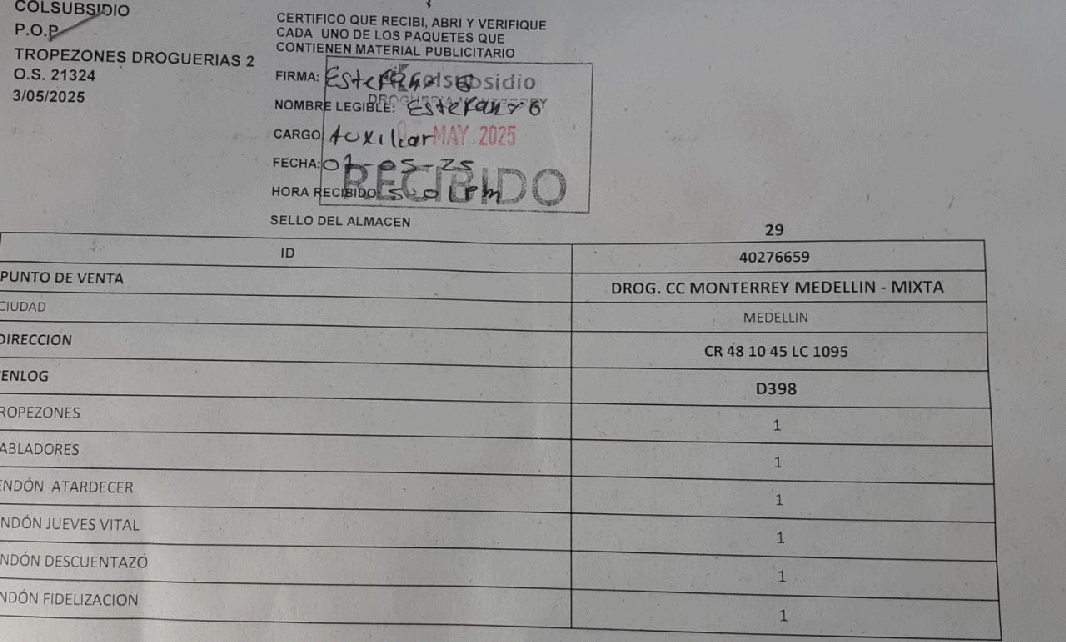 COLSUBSIDIO
P.O.P
TROPEZONES DROGUERIAS 2
O.S. 21324
3/05/2025
CERTIFICO QUE RECIBI, ABRI Y VERIFIQUE
CADA UNO DE LOS PAQUETES QUE
CONTIENEN MATERIAL PUBLICITARIO
FIRMA:
Colsubsidio
NOMBRE LEGIBLE:
CARGO: Auxiliar
MAY 2025
FECHA:
RECIBIDO
HORA RECIBIDO
SELLO DEL ALMACEN
29
ID 40276659
PUNTO DE VENTA DROG. CC MONTERREY MEDELLIN - MIXTA
CIUDAD MEDELLIN
DIRECCION CR 48 10 45 LC 1095
ENLOG D398
ROPEZONES 1
ABLADORES 1
ENDÓN ATARDECER 1
NDÓN JUEVES VITAL 1
NDÓN DESCUENTAZO 1
NDÓN FIDELIZACION 1